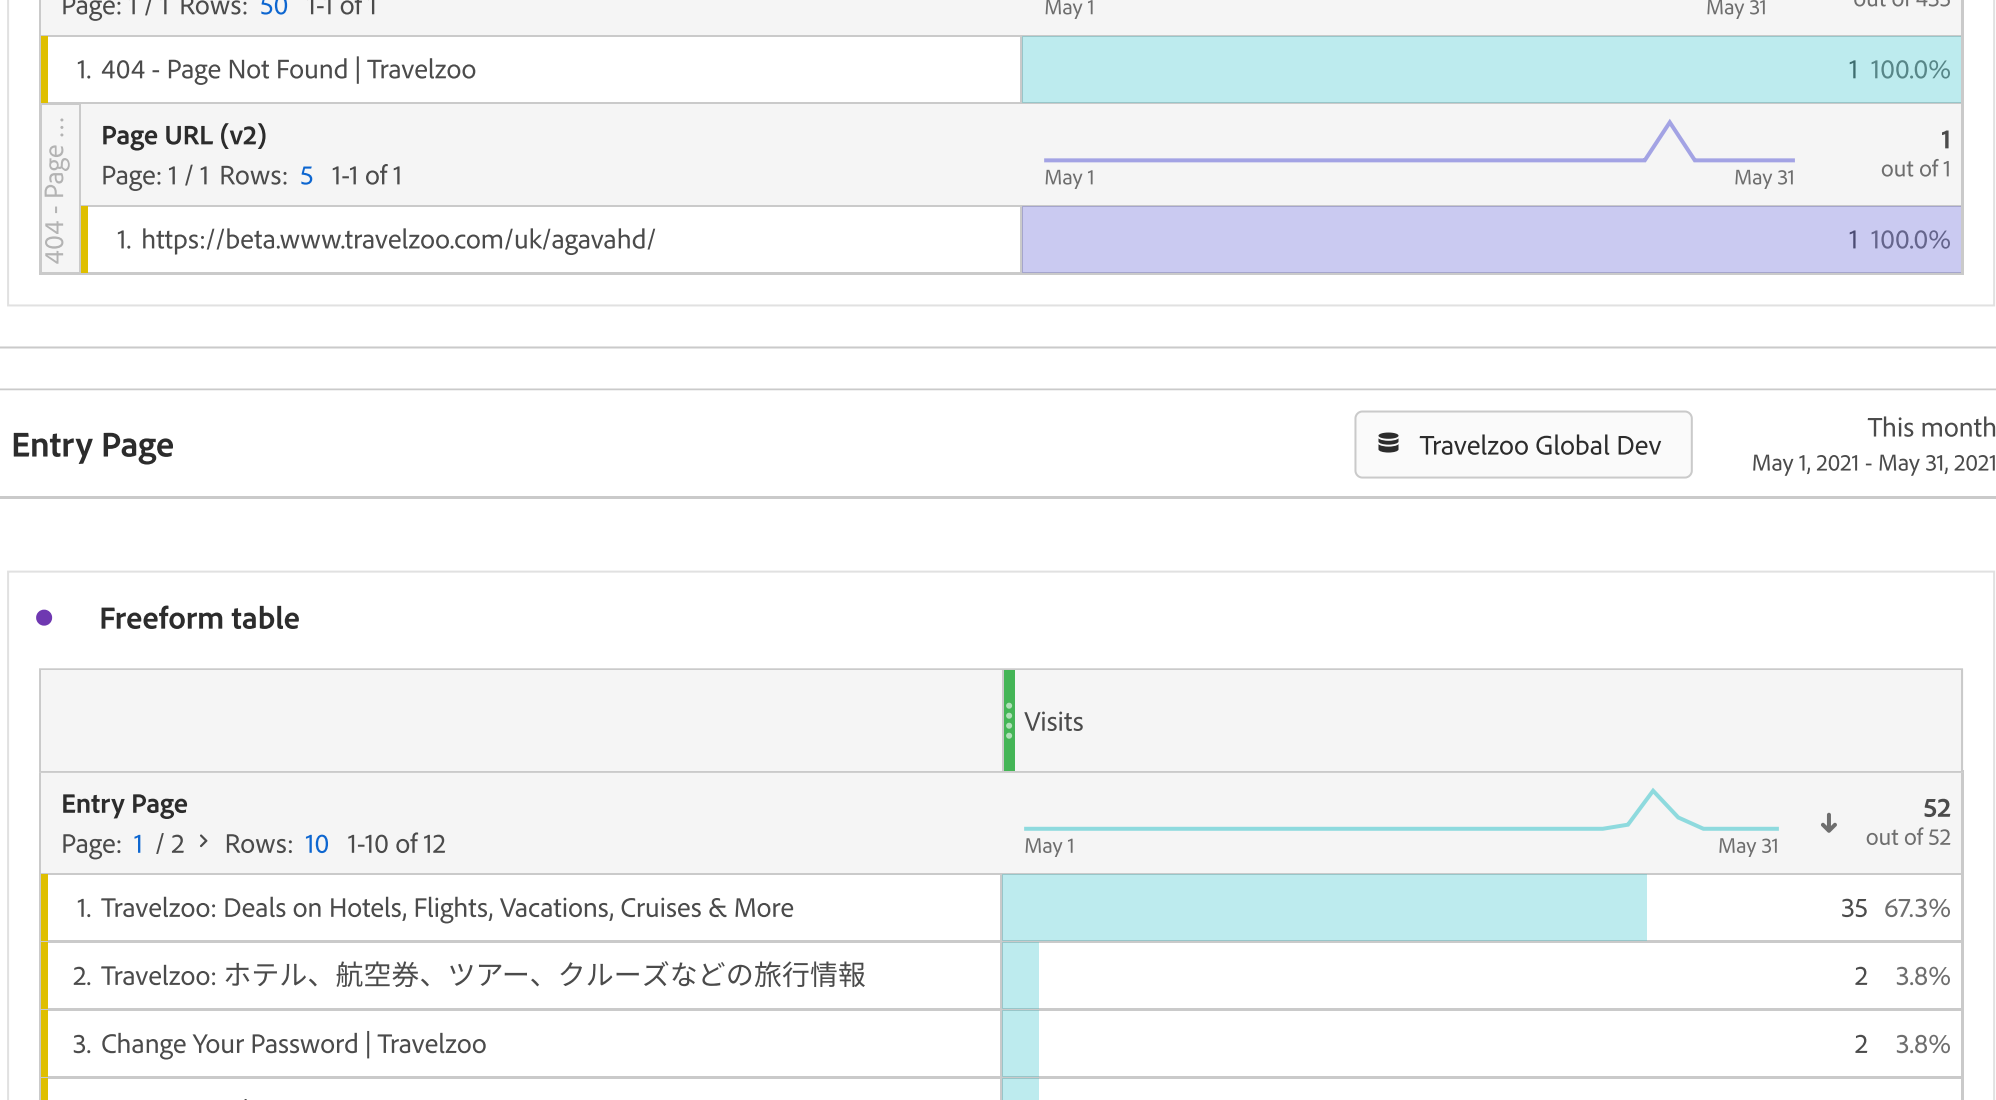 Page: 1 / 1 Rows: 50 1-1 of 1
May 1
May 31
out of 435
1. 404 - Page Not Found | Travelzoo
1 100.0%
404 - Page ...
Page URL (v2)
Page: 1 / 1 Rows: 5 1-1 of 1
May 1
May 31
1
out of 1
1. https://beta.www.travelzoo.com/uk/agavahd/
1 100.0%
Entry Page
Travelzoo Global Dev
This month
May 1, 2021 - May 31, 2021
Freeform table
Visits
Entry Page
Page: 1 / 2 > Rows: 10 1-10 of 12
May 1
May 31
52
out of 52
1. Travelzoo: Deals on Hotels, Flights, Vacations, Cruises & More
35 67.3%
2. Travelzoo: ホテル、航空券、ツアー、クルーズなどの旅行情報
2 3.8%
3. Change Your Password | Travelzoo
2 3.8%